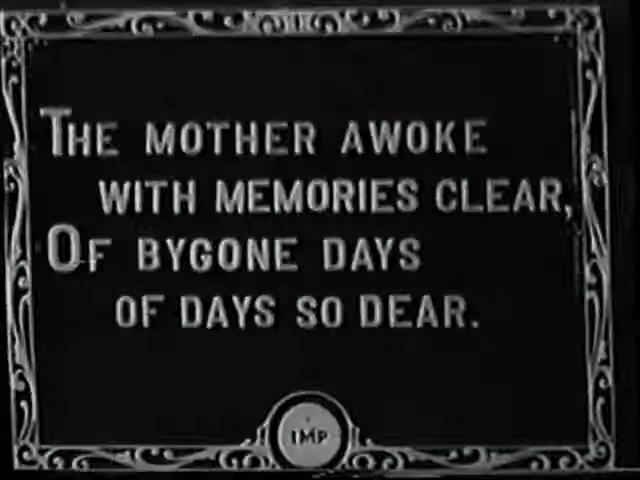 THE MOTHER AWOKE
WITH MEMORIES CLEAR,
OF BYGONE DAYS
OF DAYS SO DEAR.
IMP